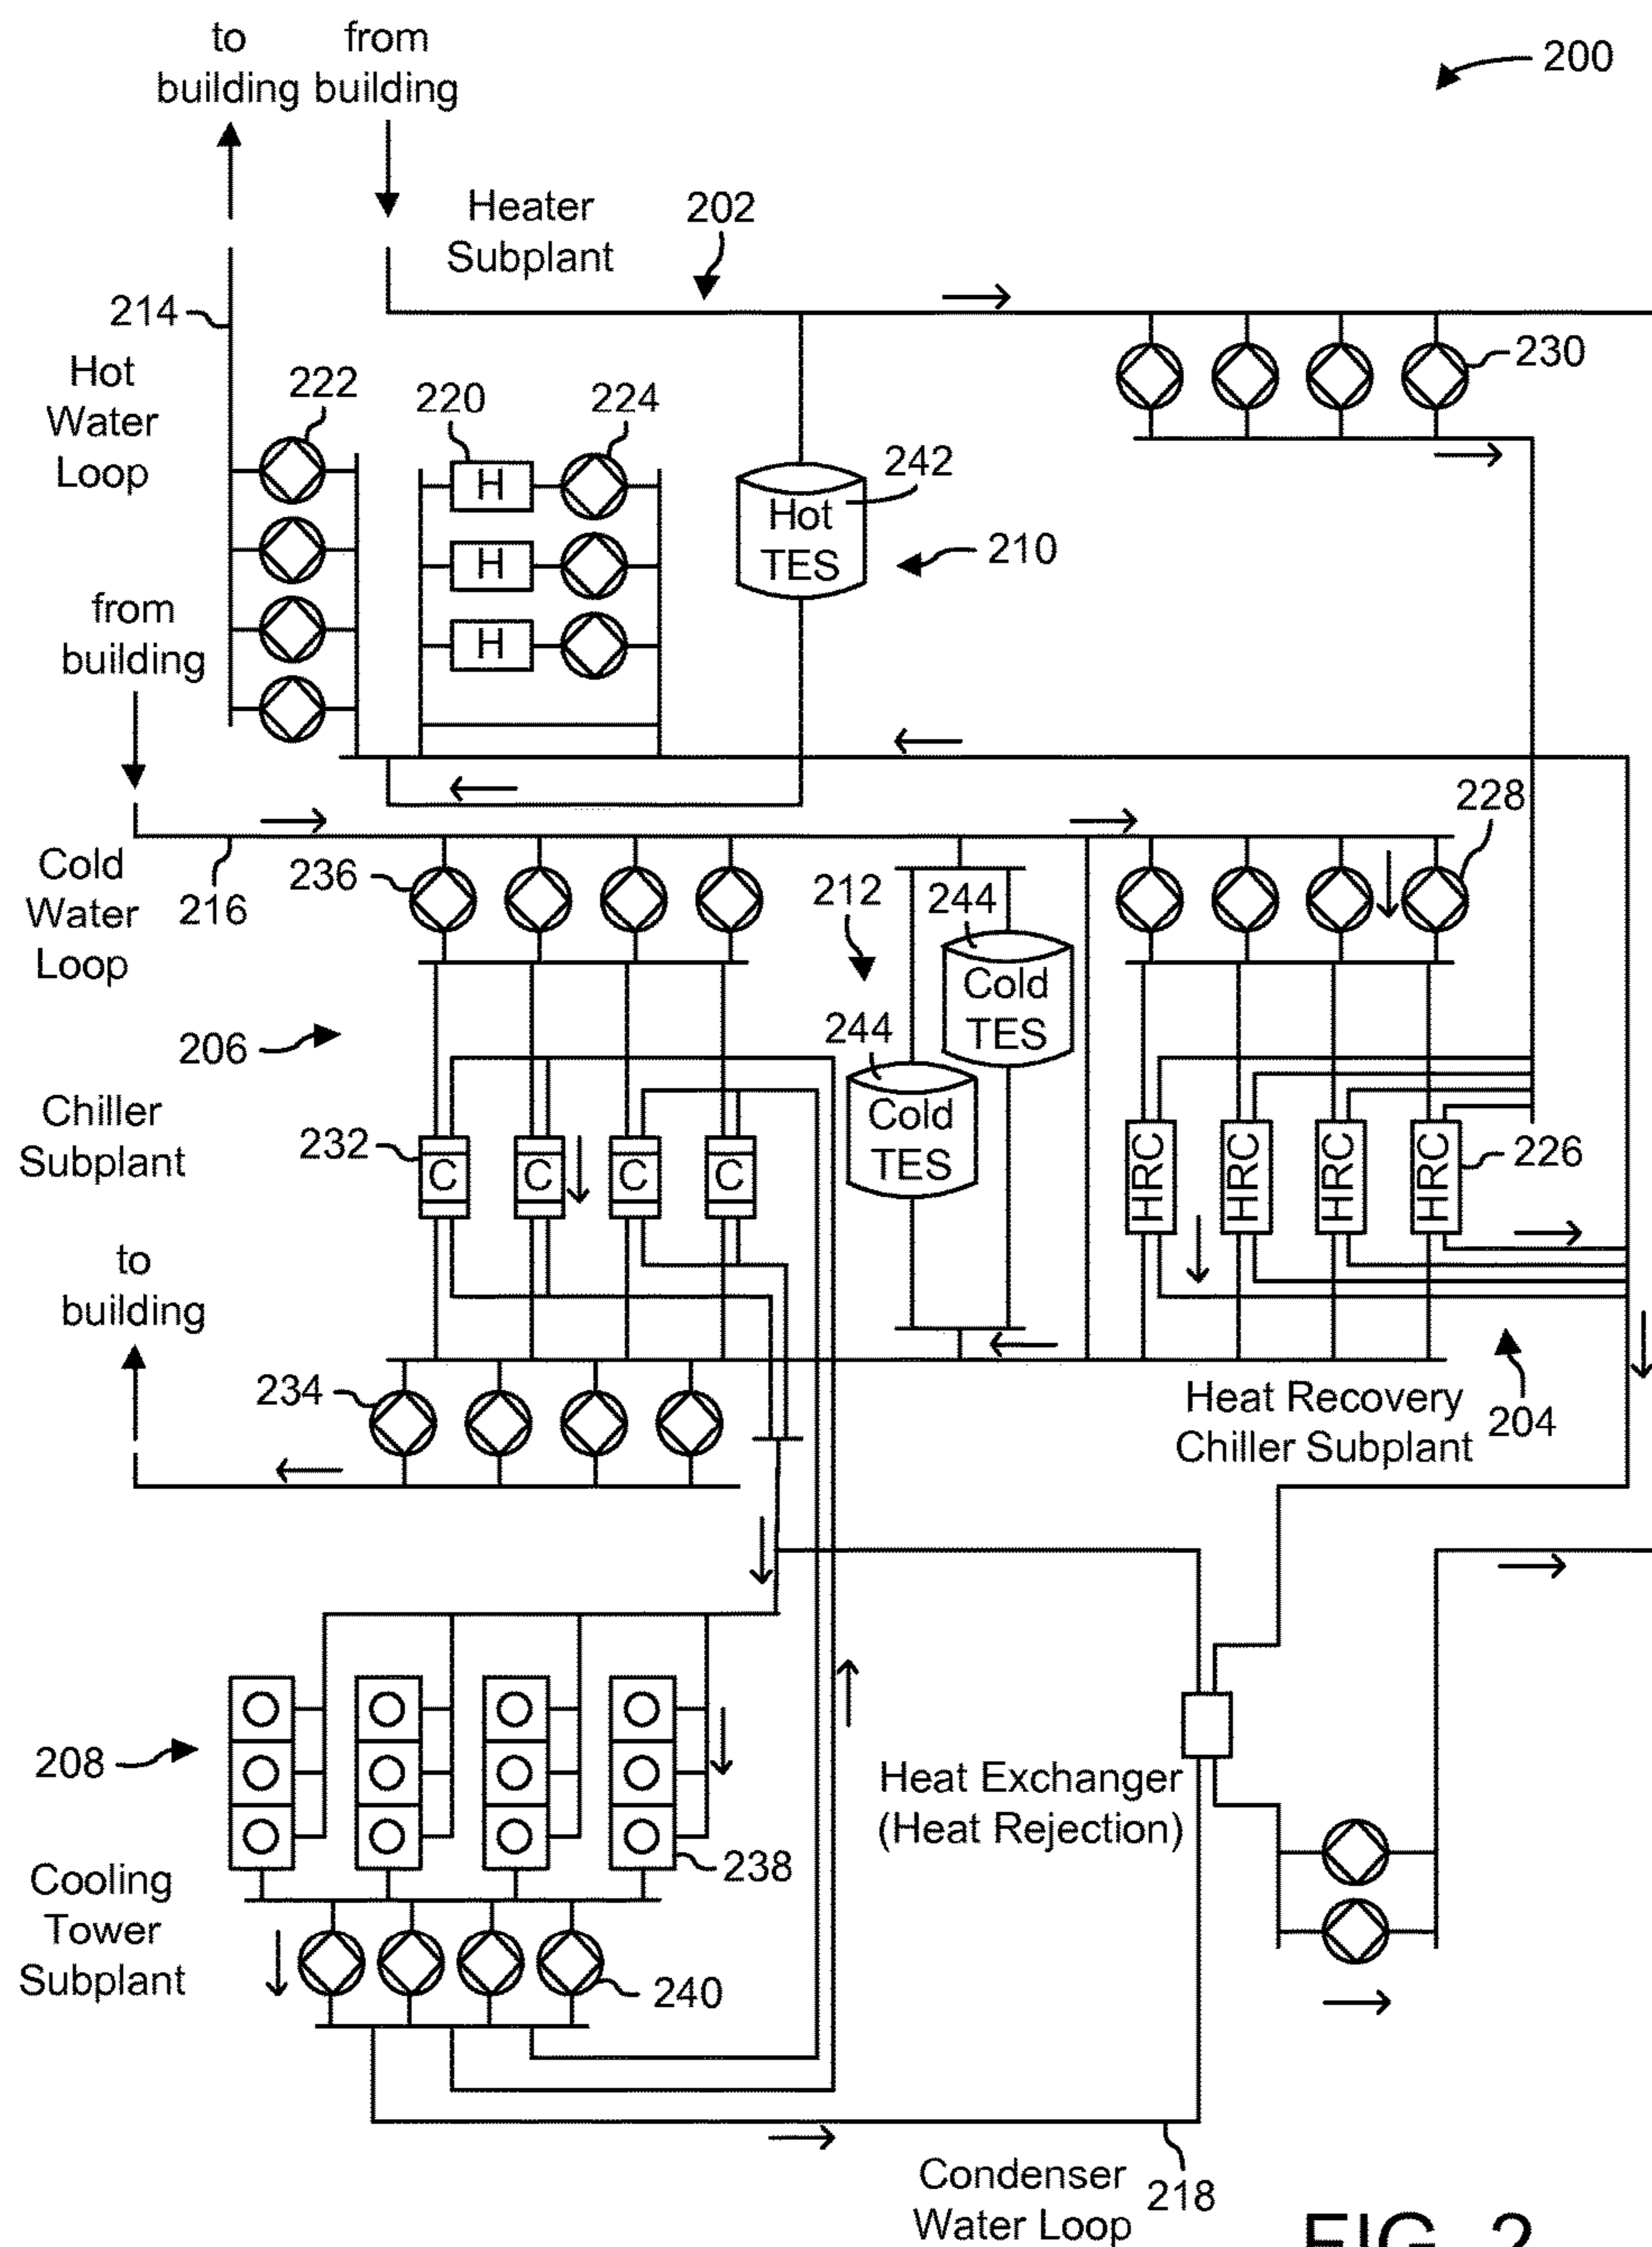 to
building
from
building
200
Heater
Subplant
202
214
Hot
Water
Loop
222
220
224
230
H
H
H
Hot
TES
242
210
from
building
228
Cold
Water
Loop
216
236
212
244
Cold
TES
244
Cold
TES
206
Chiller
Subplant
232
C
C
C
C
HRC
HRC
HRC
HRC
226
to
building
234
Heat Recovery
Chiller Subplant
204
208
Heat Exchanger
(Heat Rejection)
238
Cooling
Tower
Subplant
240
Condenser
Water Loop
218
FIG. 2